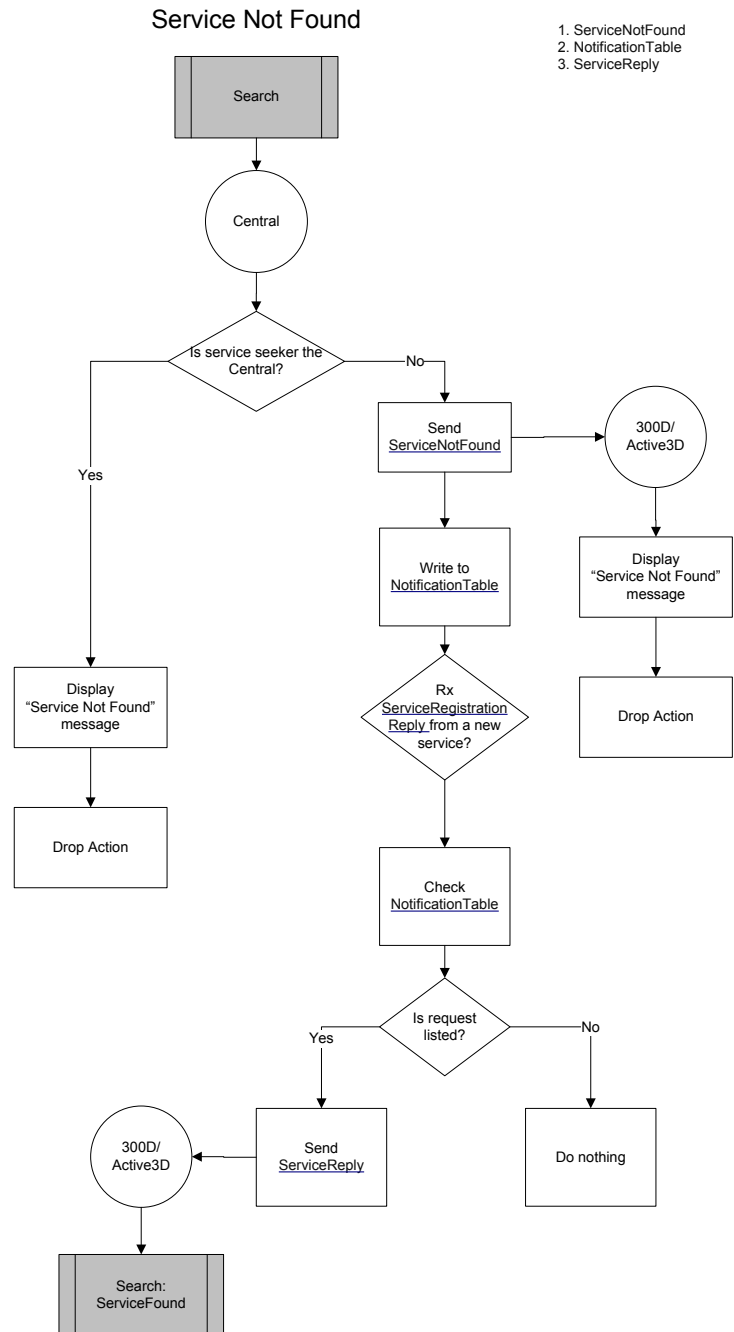 Service Not Found
1. ServiceNotFound
2. NotificationTable
3. ServiceReply
Search
Central
Is service seeker the
Central?
No
Yes
Send
ServiceNotFound
300D/
Active3D
Write to
NotificationTable
Display
“Service Not Found”
message
Display
“Service Not Found”
message
Rx
ServiceRegistration
Reply from a new
service?
Drop Action
Drop Action
Check
NotificationTable
Is request
listed?
Yes
No
300D/
Active3D
Send
ServiceReply
Do nothing
Search:
ServiceFound